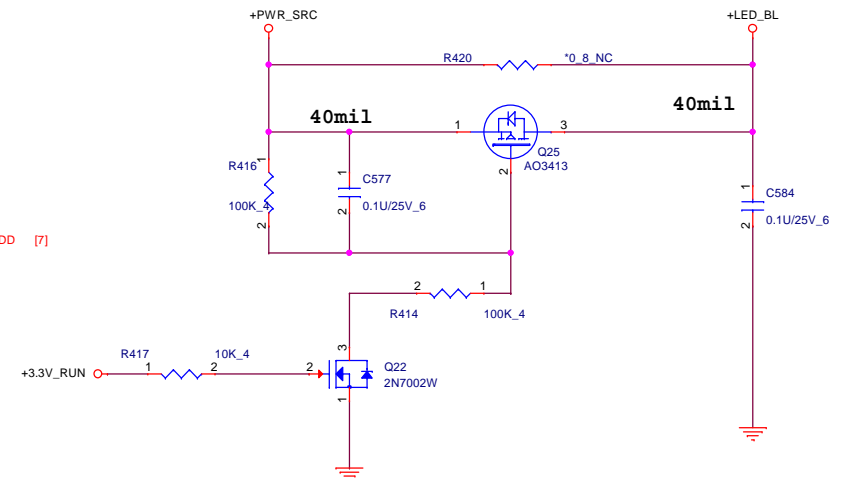 +PWR_SRC
+LED_BL
R420
*0_8_NC
40mil
40mil
1
3
Q25
AO3413
2
R416
1
100K_4
2
1
C577
2
0.1U/25V_6
1
C584
2
0.1U/25V_6
DD [7]
2
1
R414
100K_4
+3.3V_RUN
R417
10K_4
1
2
2
3
Q22
2N7002W
1